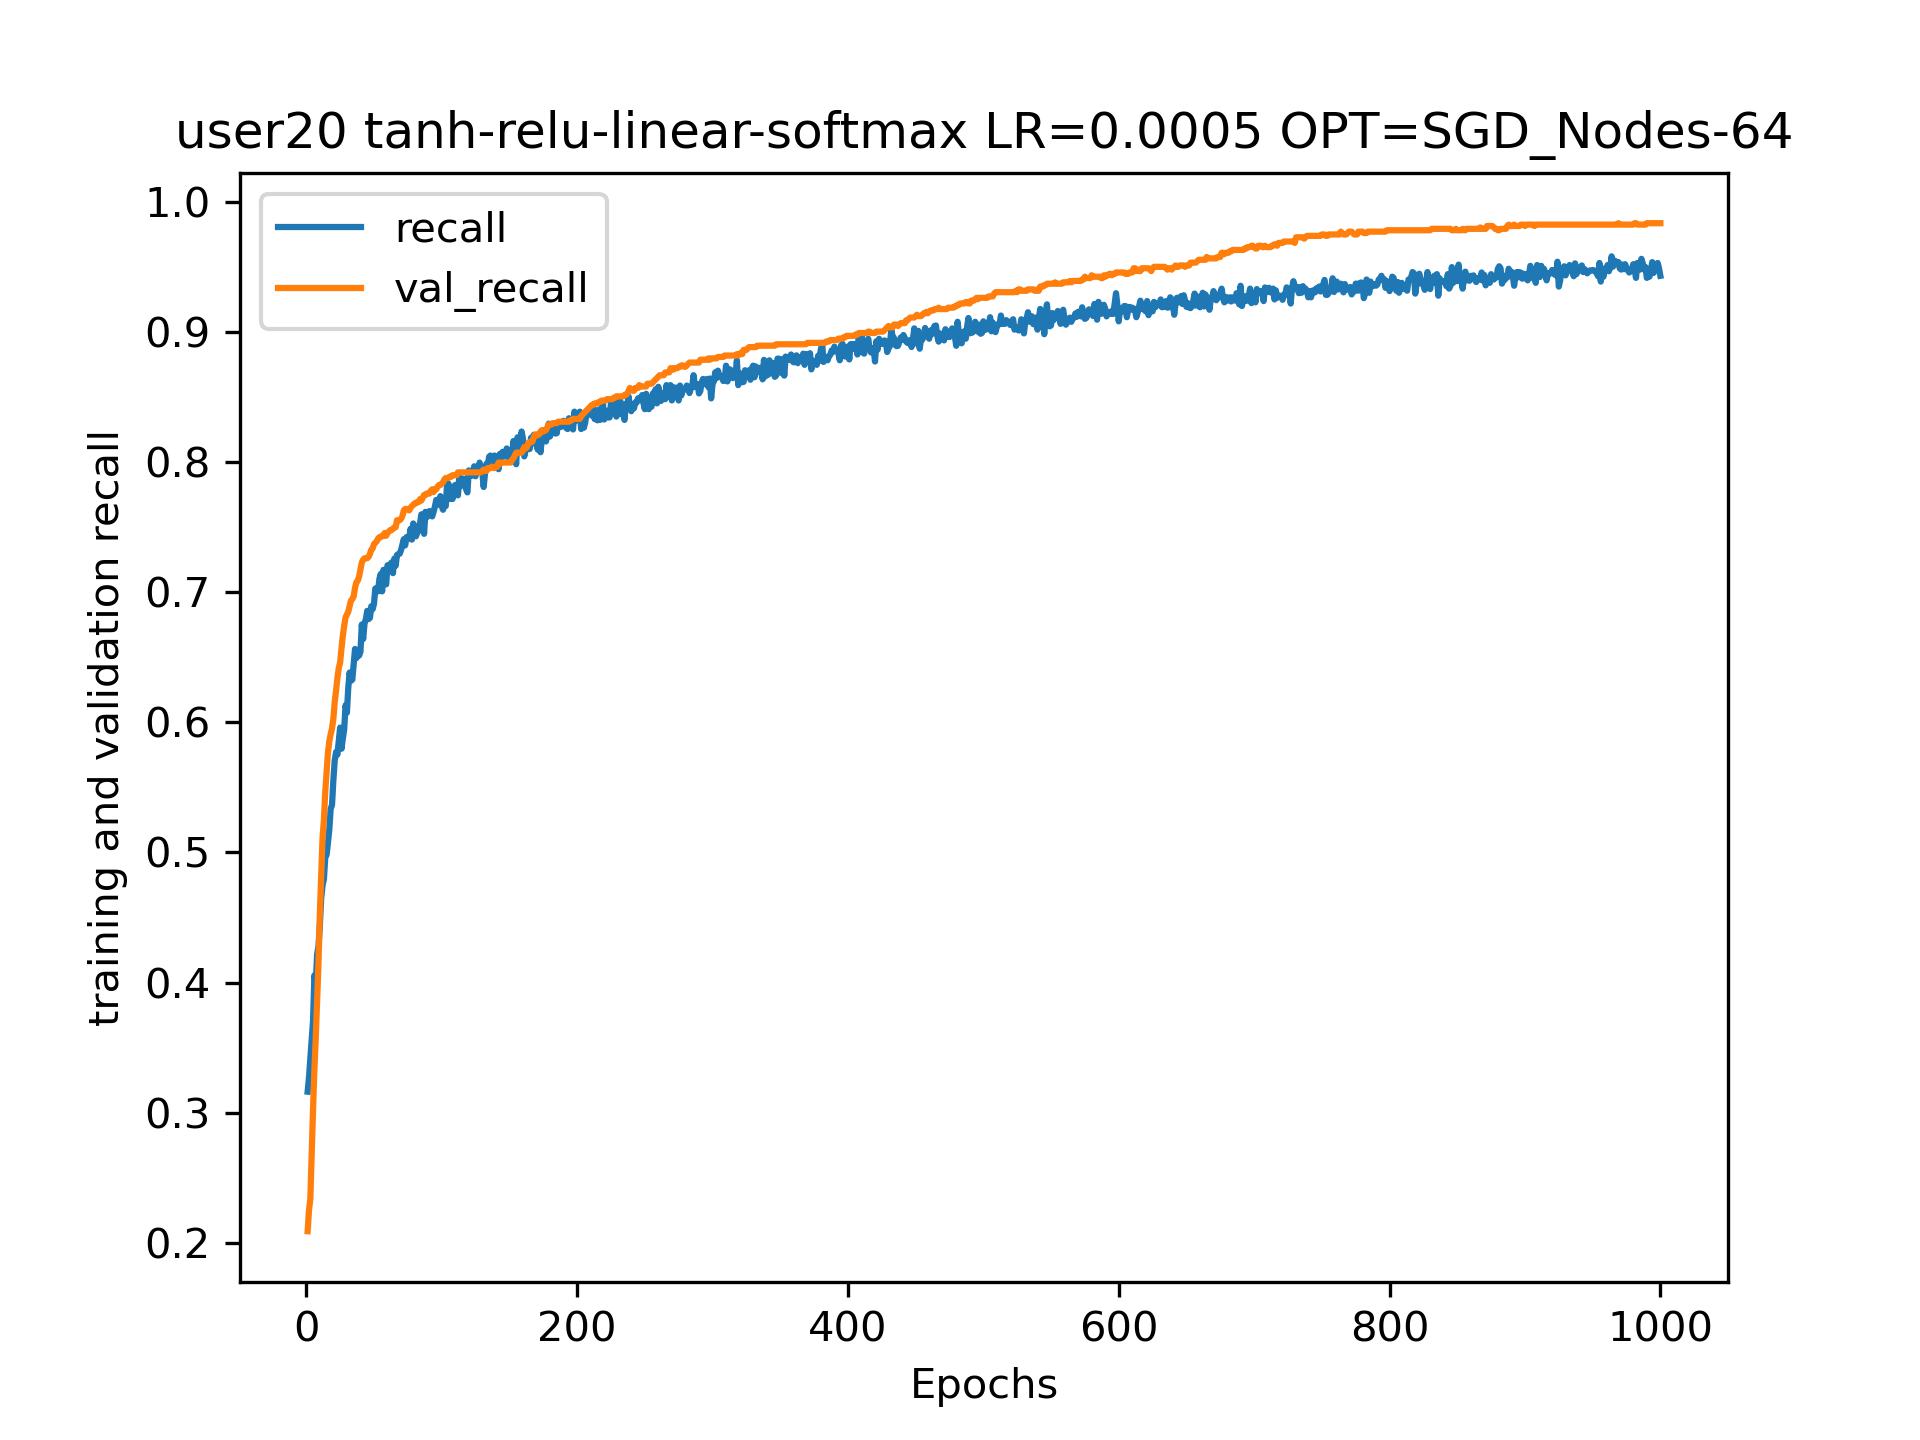 user20 tanh-relu-linear-softmax LR=0.0005 OPT=SGD_Nodes-64
recall
val_recall
training and validation recall
1.0
0.9
0.8
0.7
0.6
0.5
0.4
0.3
0.2
0 200 400 600 800 1000
Epochs